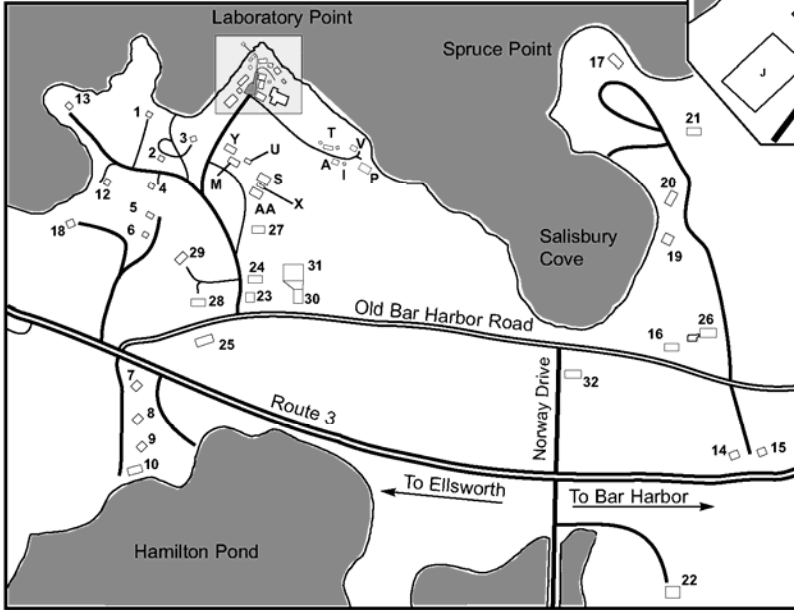 Laboratory Point
Spruce Point
J
17
13
1
21
3
Y
T
V
2
U
A
I
P
M
S
12
4
X
20
5
AA
18
6
27
19
Salisbury
Cove
29
24
31
28
23
30
Old Bar Harbor Road
26
16
25
7
Norway Drive
32
Route 3
8
9
14
15
10
To Ellsworth
To Bar Harbor
Hamilton Pond
22